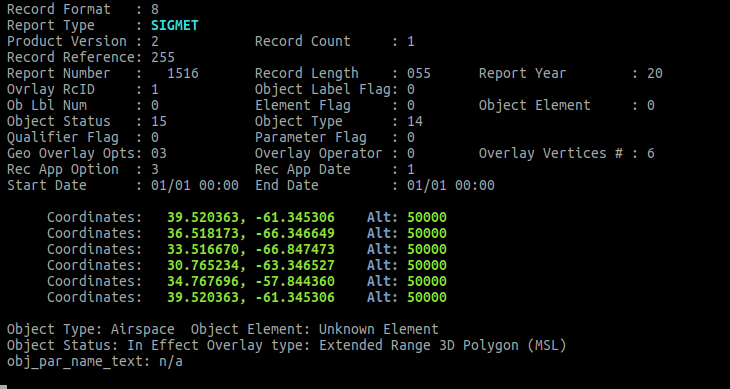 Record Format   : 8
Report Type     : SIGMET
Product Version : 2            Record Count     : 1
Record Reference: 255
Report Number   :   1516       Record Length    : 055      Report Year        : 20
Ovrlay RcID     : 1            Object Label Flag: 0
Ob Lbl Num      : 0            Element Flag     : 0        Object Element     : 0
Object Status   : 15           Object Type      : 14
Qualifier Flag  : 0            Parameter Flag   : 0
Geo Overlay Opts: 03           Overlay Operator : 0        Overlay Vertices # : 6
Rec App Option  : 3            Rec App Date     : 1
Start Date      : 01/01 00:00  End Date         : 01/01 00:00
Coordinates:   39.520363, -61.345306    Alt: 50000
Coordinates:   36.518173, -66.346649    Alt: 50000
Coordinates:   33.516670, -66.847473    Alt: 50000
Coordinates:   30.765234, -63.346527    Alt: 50000
Coordinates:   34.767696, -57.844360    Alt: 50000
Coordinates:   39.520363, -61.345306    Alt: 50000
Object Type: Airspace  Object Element: Unknown Element
Object Status: In Effect Overlay type: Extended Range 3D Polygon (MSL)
obj_par_name_text: n/a